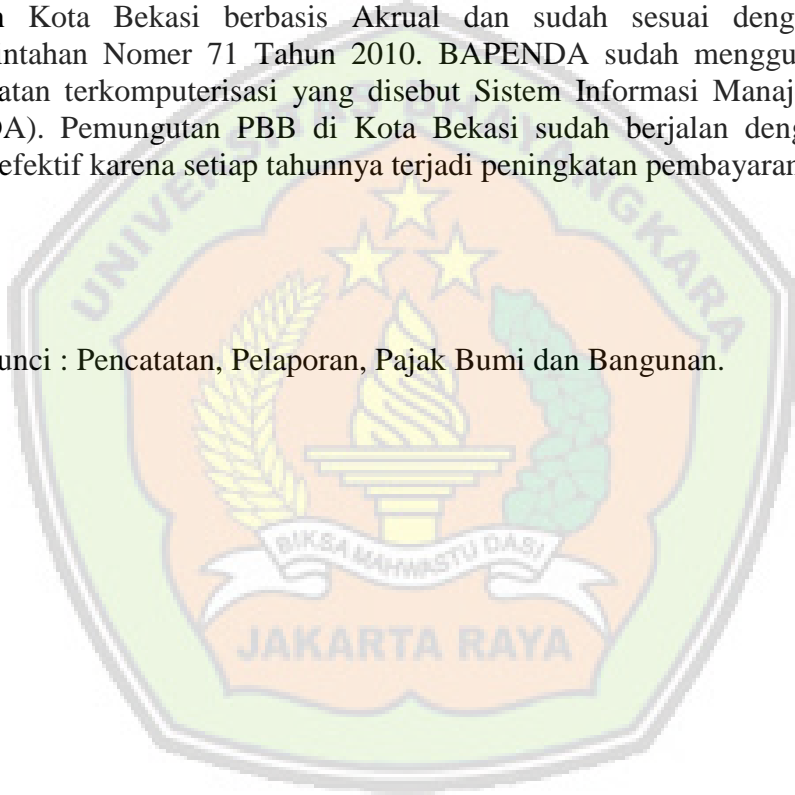 Kota Bekasi berbasis Akrual dan sudah sesuai deng
intahan Nomer 71 Tahun 2010. BAPENDA sudah menggu
atan terkomputerisasi yang disebut Sistem Informasi Manaj
DA). Pemungutan PBB di Kota Bekasi sudah berjalan deng
efektif karena setiap tahunnya terjadi peningkatan pembayaran
unci : Pencatatan, Pelaporan, Pajak Bumi dan Bangunan.
UNIVERSITAS BHAYANGKARA
BIKSA MAHWASTU DASI
JAKARTA RAYA